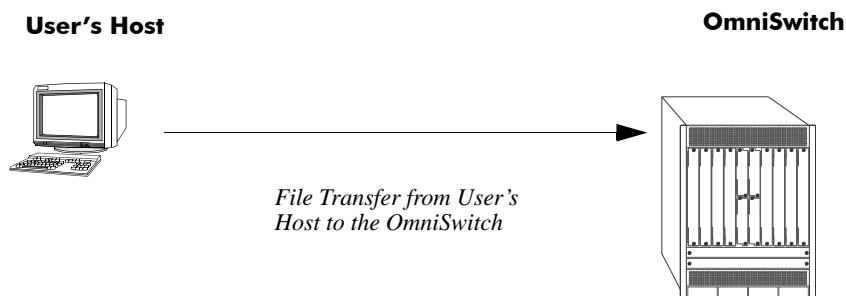 User's Host
OmniSwitch
File Transfer from User's
Host to the OmniSwitch